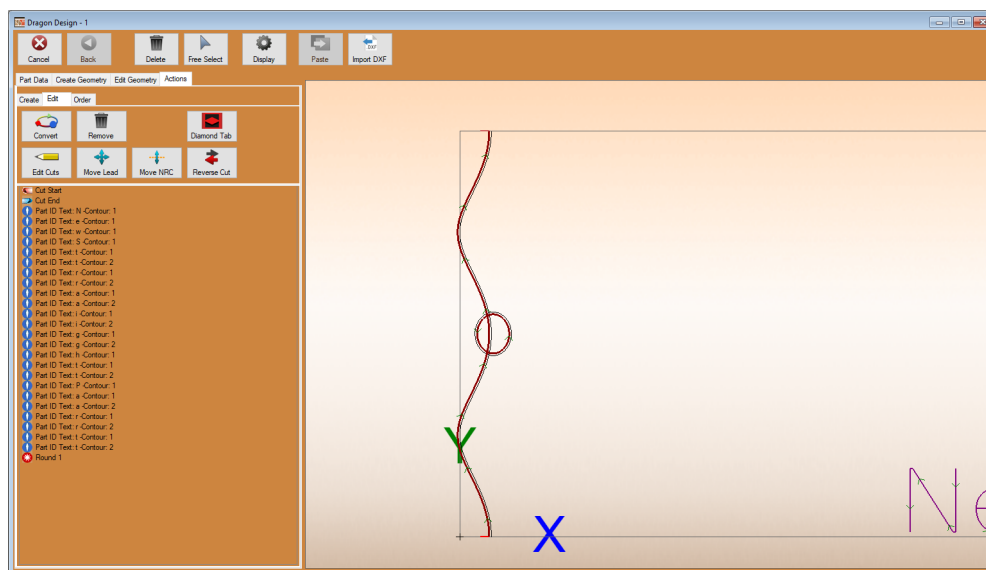 Dragon Design - 1
Cancel Back Delete Free Select Display Paste Import DXF
Part Data Create Geometry Edit Geometry Actions
Create Edit Order
Convert Remove Diamond Tab
Edit Cuts Move Lead Move NRC Reverse Cut
Cut Start
Cut End
Part ID Text: N -Contour: 1
Part ID Text: e -Contour: 1
Part ID Text: w -Contour: 1
Part ID Text: S -Contour: 1
Part ID Text: t -Contour: 1
Part ID Text: t -Contour: 2
Part ID Text: r -Contour: 1
Part ID Text: r -Contour: 2
Part ID Text: a -Contour: 1
Part ID Text: a -Contour: 2
Part ID Text: i -Contour: 1
Part ID Text: i -Contour: 2
Part ID Text: g -Contour: 1
Part ID Text: g -Contour: 2
Part ID Text: h -Contour: 1
Part ID Text: t -Contour: 1
Part ID Text: t -Contour: 2
Part ID Text: P -Contour: 1
Part ID Text: a -Contour: 1
Part ID Text: a -Contour: 2
Part ID Text: r -Contour: 1
Part ID Text: r -Contour: 2
Part ID Text: t -Contour: 1
Part ID Text: t -Contour: 2
Round 1
Y
Ne
X